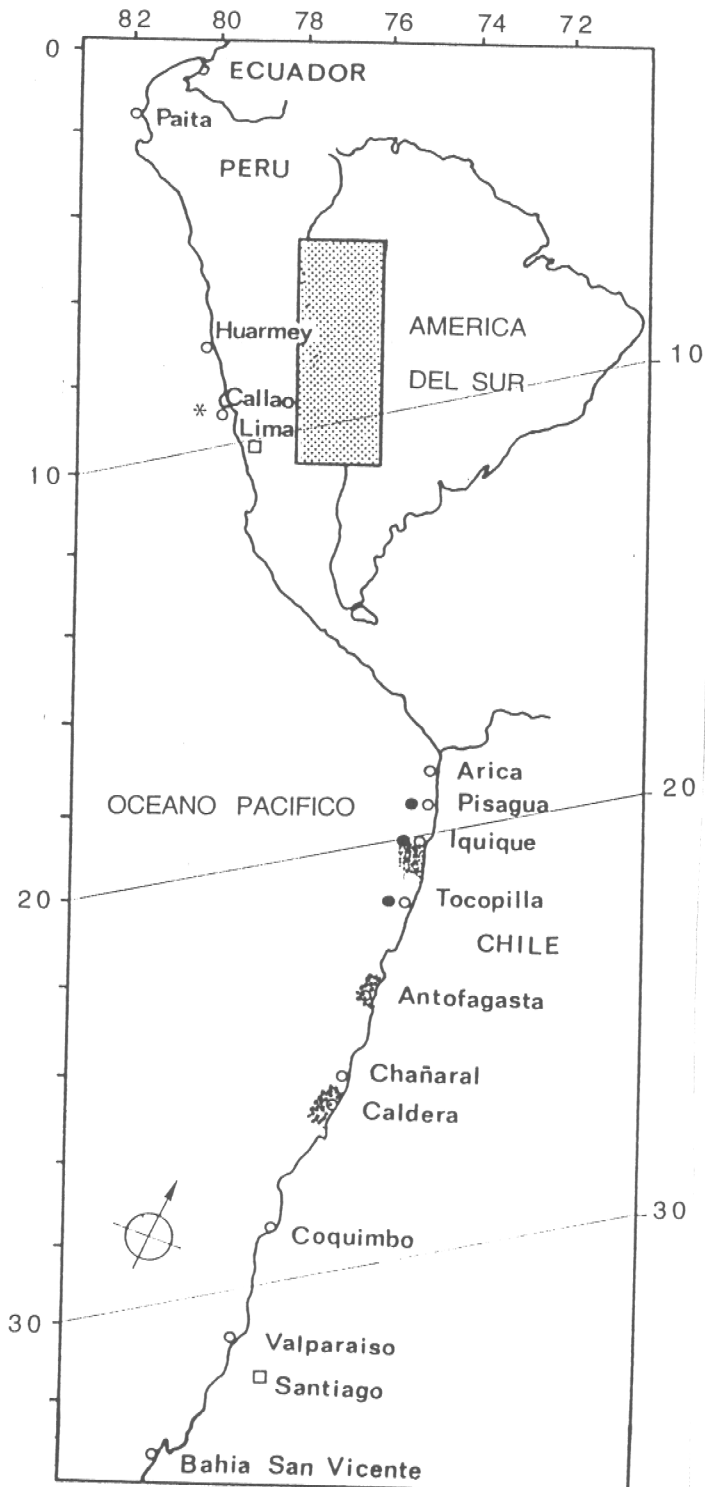 82 80 78 76 74 72
0
ECUADOR
Paita
PERU
Huarmey
AMERICA
10
DEL SUR
Callao
*
Lima
10
Arica
20
OCEANO PACIFICO
Pisagua
Iquique
20
Tocopilla
CHILE
Antofagasta
Chañaral
Caldera
30
Coquimbo
30
Valparaiso
Santiago
Bahia San Vicente